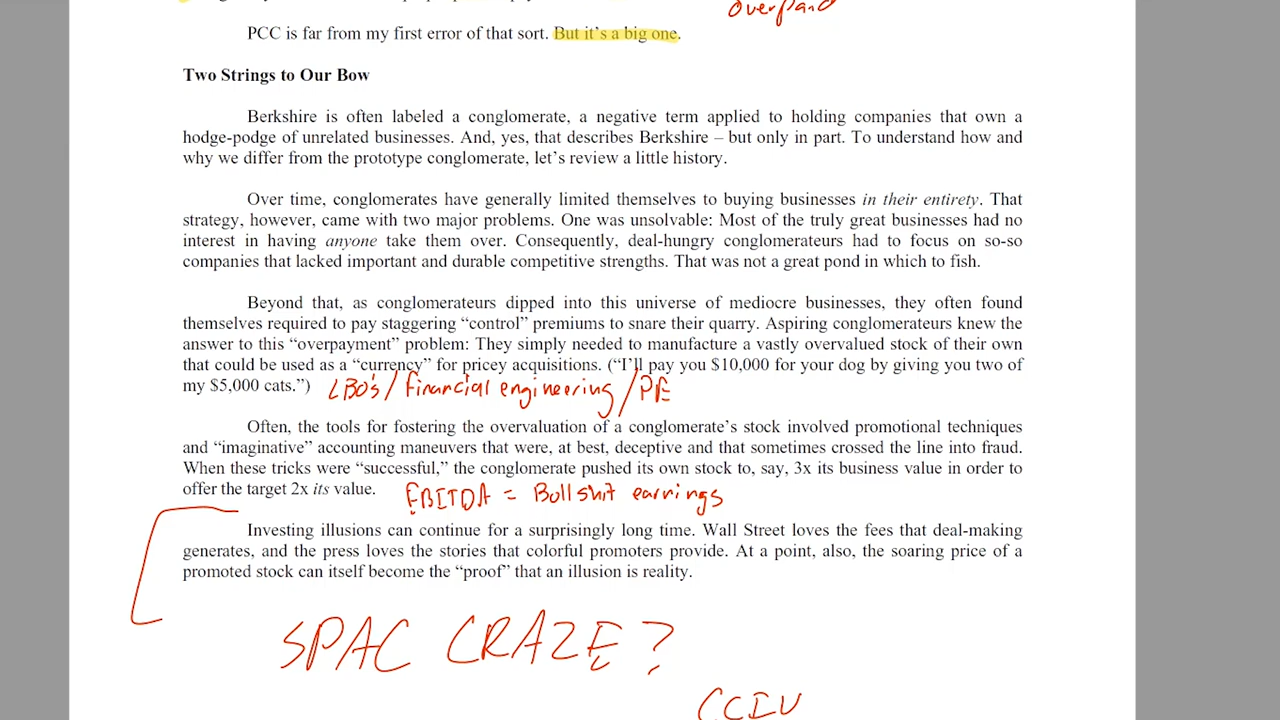 overpaid
PCC is far from my first error of that sort. But it's a big one.
Two Strings to Our Bow
Berkshire is often labeled a conglomerate, a negative term applied to holding companies that own a
hodge-podge of unrelated businesses. And, yes, that describes Berkshire – but only in part. To understand how and
why we differ from the prototype conglomerate, let's review a little history.
Over time, conglomerates have generally limited themselves to buying businesses in their entirety. That
strategy, however, came with two major problems. One was unsolvable: Most of the truly great businesses had no
interest in having anyone take them over. Consequently, deal-hungry conglomerateurs had to focus on so-so
companies that lacked important and durable competitive strengths. That was not a great pond in which to fish.
Beyond that, as conglomerateurs dipped into this universe of mediocre businesses, they often found
themselves required to pay staggering “control” premiums to snare their quarry. Aspiring conglomerateurs knew the
answer to this “overpayment” problem: They simply needed to manufacture a vastly overvalued stock of their own
that could be used as a “currency” for pricey acquisitions. (“I'll pay you $10,000 for your dog by giving you two of
my $5,000 cats.”) LBO's / financial engineering / PE
Often, the tools for fostering the overvaluation of a conglomerate's stock involved promotional techniques
and “imaginative” accounting maneuvers that were, at best, deceptive and that sometimes crossed the line into fraud.
When these tricks were “successful,” the conglomerate pushed its own stock to, say, 3x its business value in order to
offer the target 2x its value. EBITDA = Bullshit earnings
Investing illusions can continue for a surprisingly long time. Wall Street loves the fees that deal-making
generates, and the press loves the stories that colorful promoters provide. At a point, also, the soaring price of a
promoted stock can itself become the “proof” that an illusion is reality.
SPAC CRAZE?
CCIV